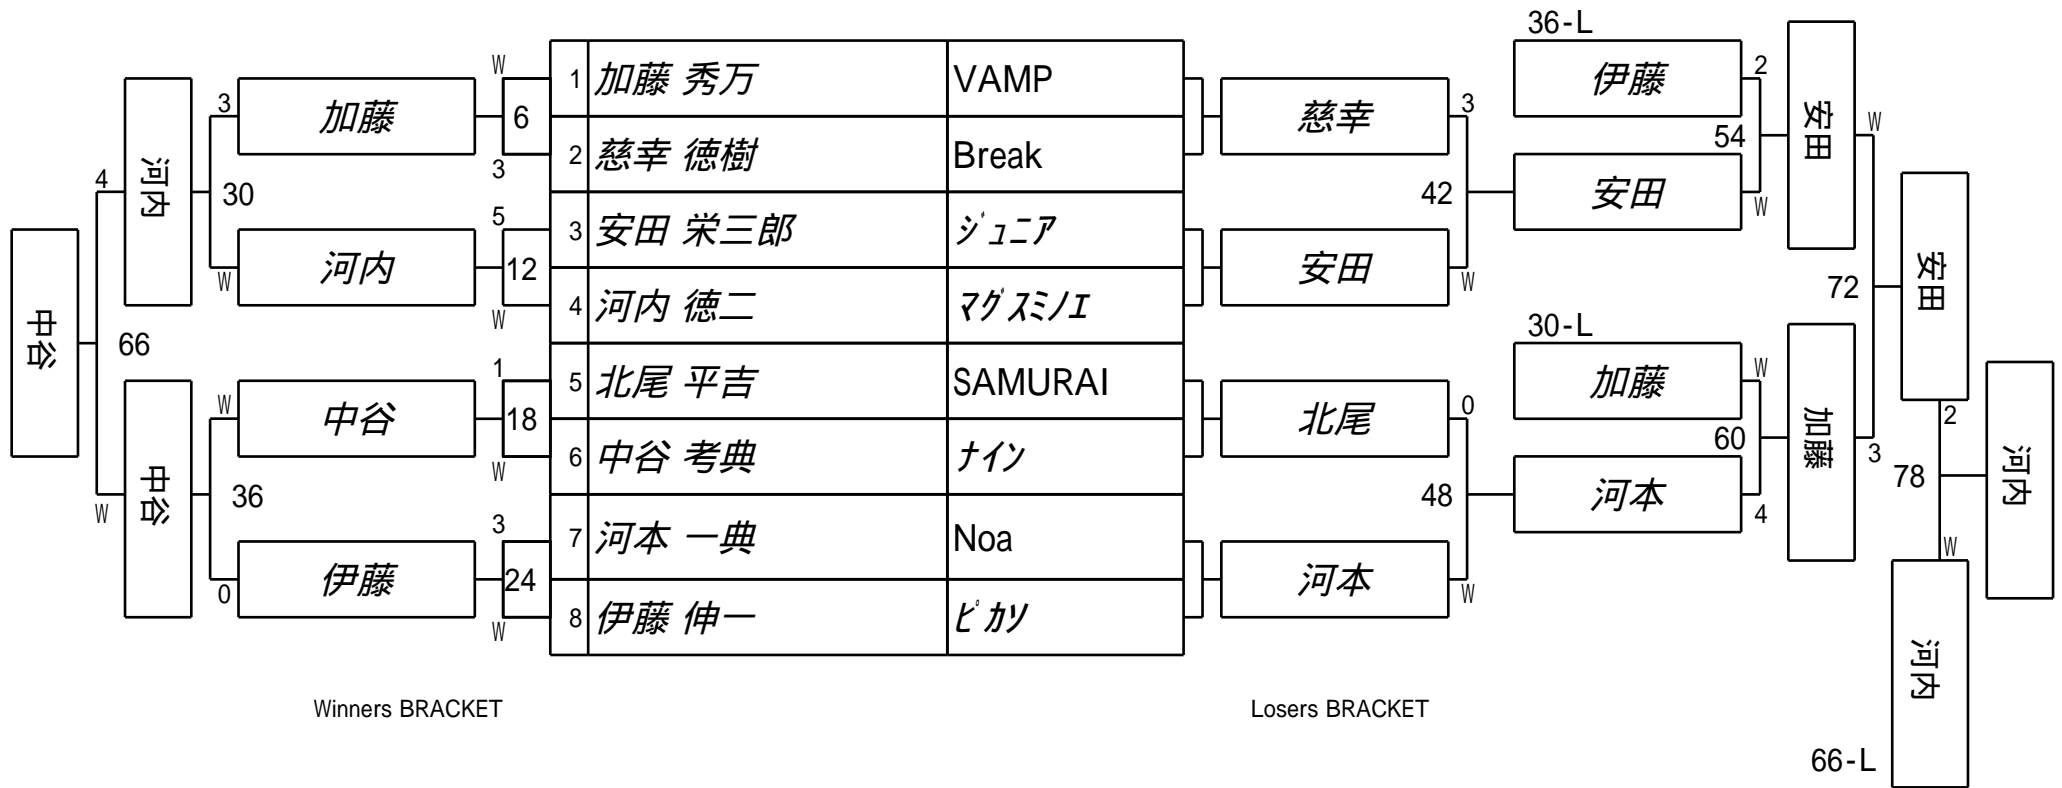 36-L
W
1 加藤 秀万 VAMP
伊藤
2
3
加藤
6
慈幸
3
安田
W
河内
2 慈幸 徳樹 Break
54
4
3
30
42
安田
W
安田
5
3 安田 栄三郎 ジュニア
W
河内
12
安田
W
72
中谷
W
4 河内 徳二 マグスミノエ
66
30-L
1
5 北尾 平吉 SAMURAI
加藤
W
W
中谷
18
北尾
0
加藤
2
河内
W
6 中谷 考典 ナイン
60
3
78
中谷
36
48
河本
4
W
3
7 河本 一典 Noa
W
0
伊藤
24
河本
W
W
8 伊藤 伸一 ピカソ
河内
Winners BRACKET
Losers BRACKET
66-L